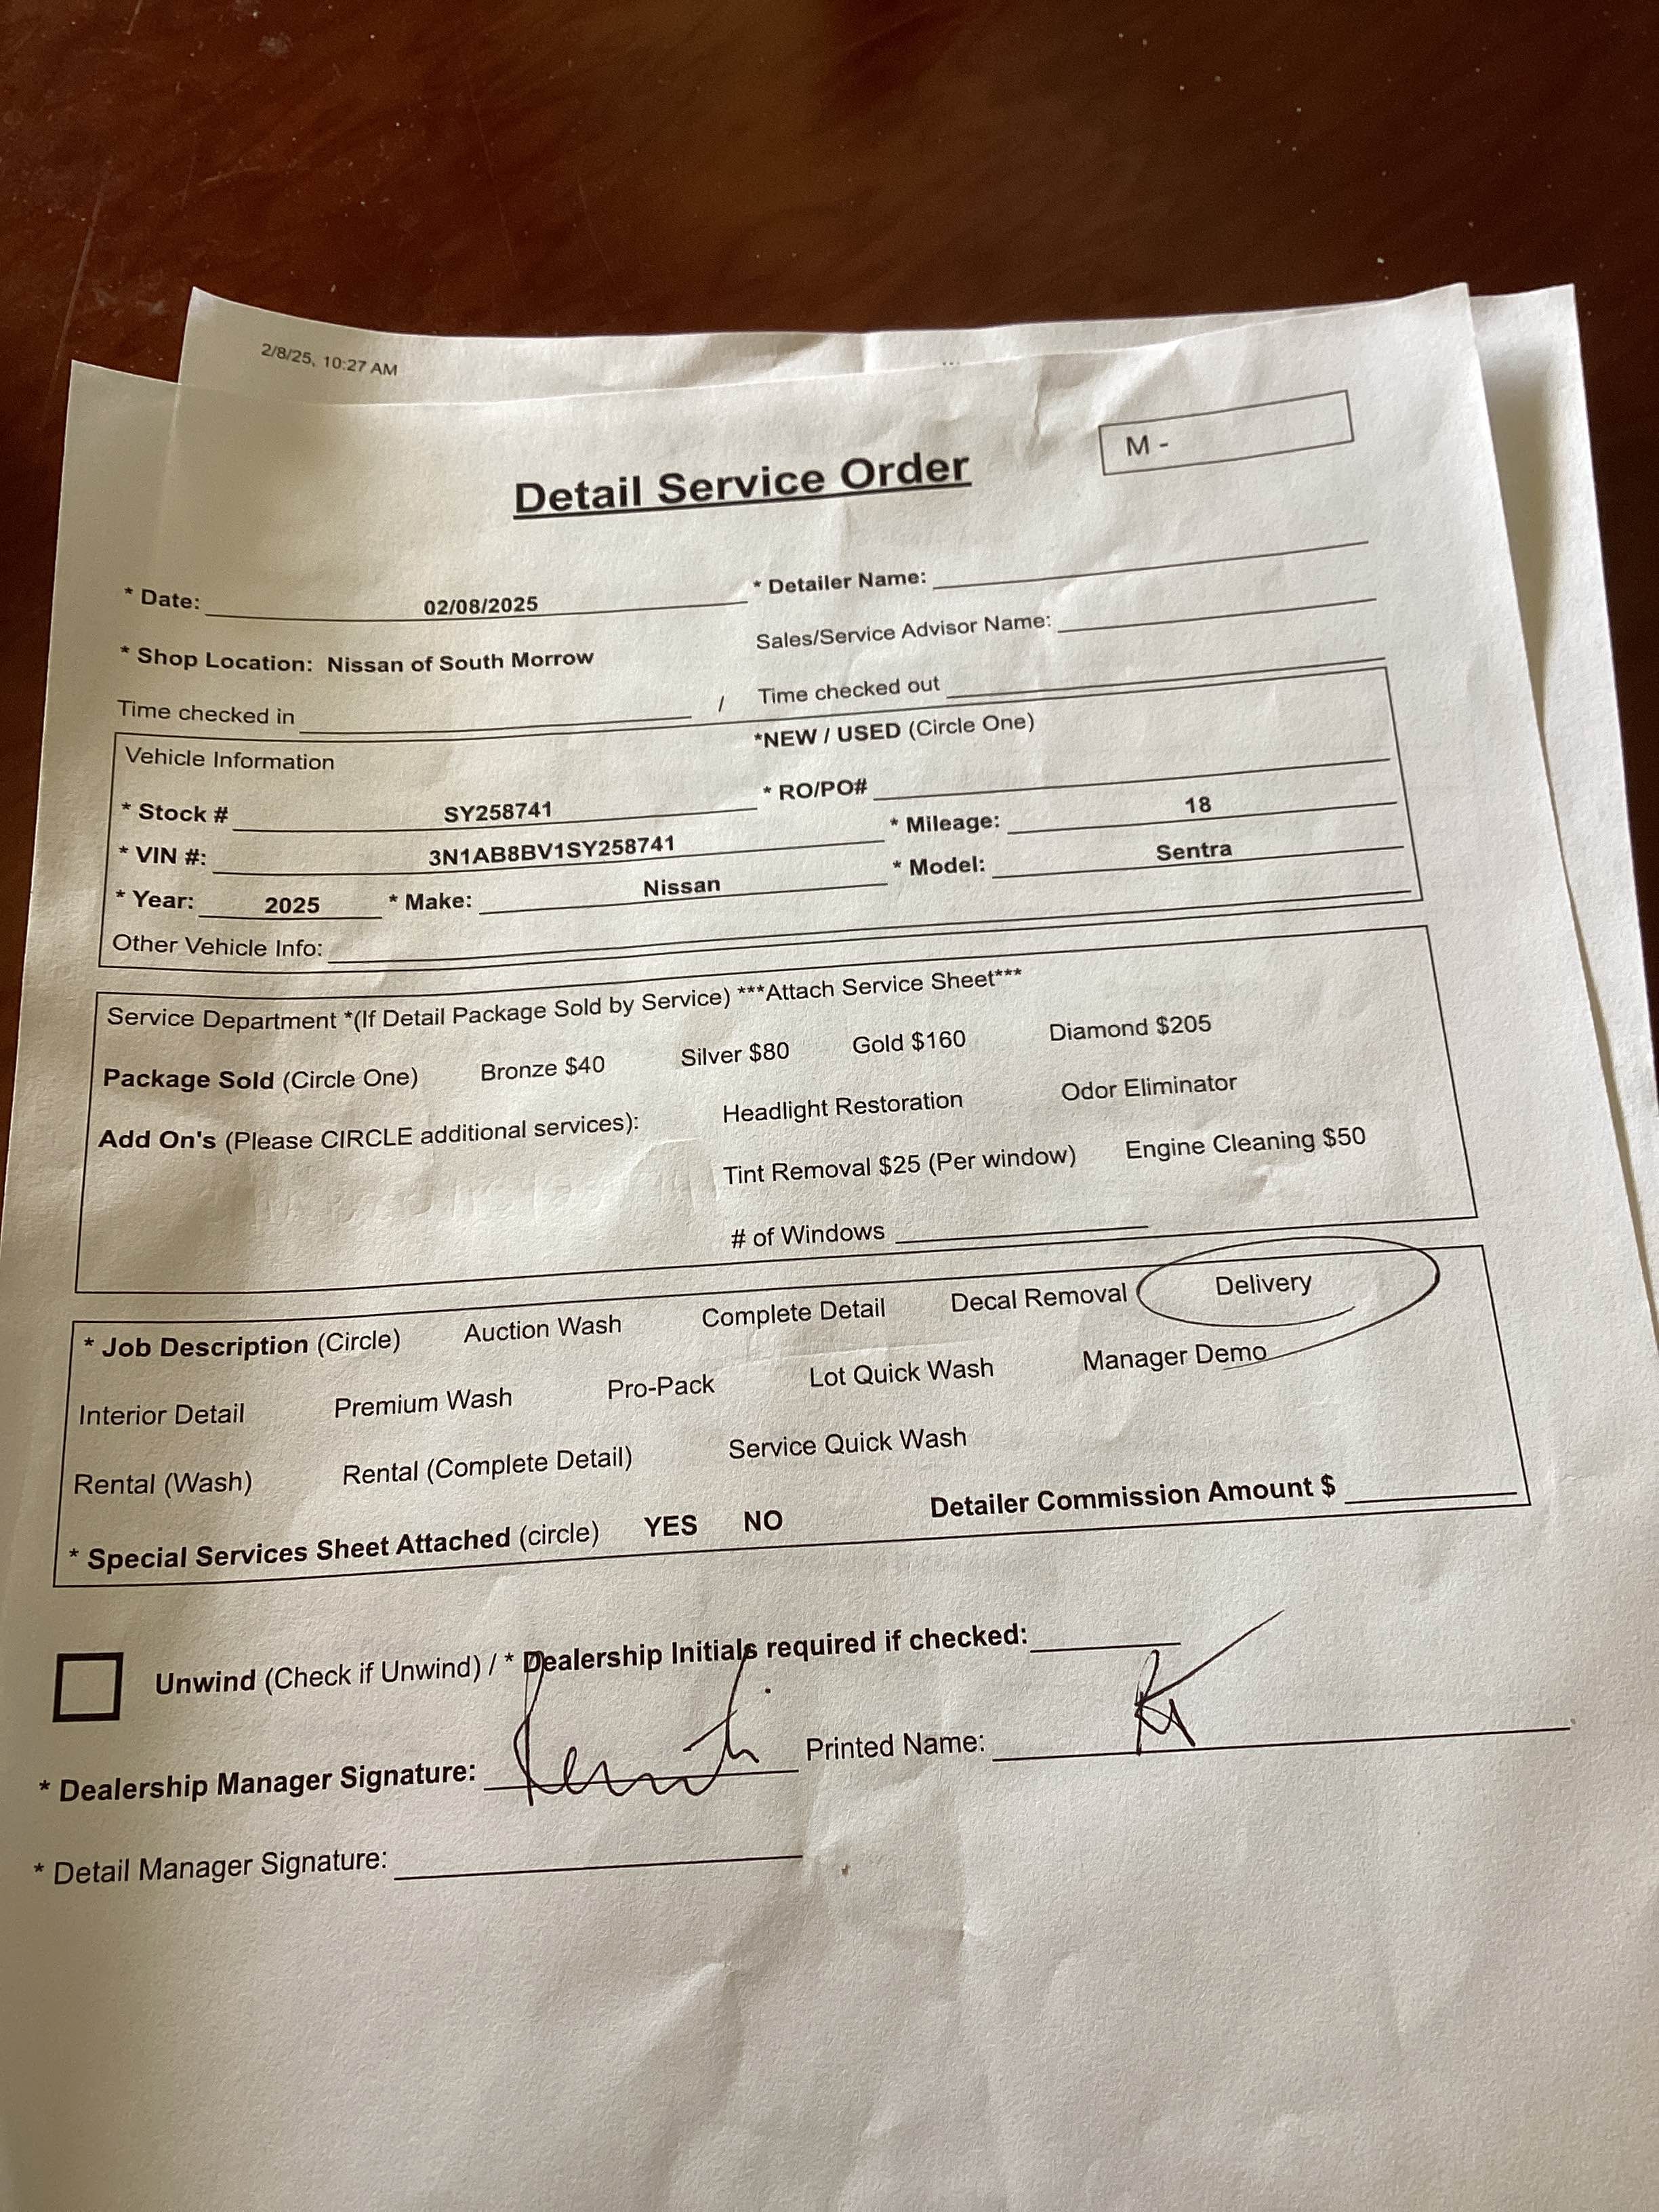 2/8/25, 10:27 AM
M -
Detail Service Order
* Date: 02/08/2025 * Detailer Name:
* Shop Location: Nissan of South Morrow Sales/Service Advisor Name:
Time checked in / Time checked out
Vehicle Information *NEW / USED (Circle One)
* Stock # SY258741 * RO/PO#
* VIN #: 3N1AB8BV1SY258741 * Mileage: 18
* Year: 2025 * Make: Nissan * Model: Sentra
Other Vehicle Info:
Service Department *(If Detail Package Sold by Service) ***Attach Service Sheet***
Package Sold (Circle One) Bronze $40 Silver $80 Gold $160 Diamond $205
Add On's (Please CIRCLE additional services): Headlight Restoration Odor Eliminator
Tint Removal $25 (Per window) Engine Cleaning $50
# of Windows
* Job Description (Circle) Auction Wash Complete Detail Decal Removal Delivery
Interior Detail Premium Wash Pro-Pack Lot Quick Wash Manager Demo
Rental (Wash) Rental (Complete Detail) Service Quick Wash
* Special Services Sheet Attached (circle) YES NO Detailer Commission Amount $
Unwind (Check if Unwind) / * Dealership Initials required if checked:
* Dealership Manager Signature: Printed Name:
* Detail Manager Signature: